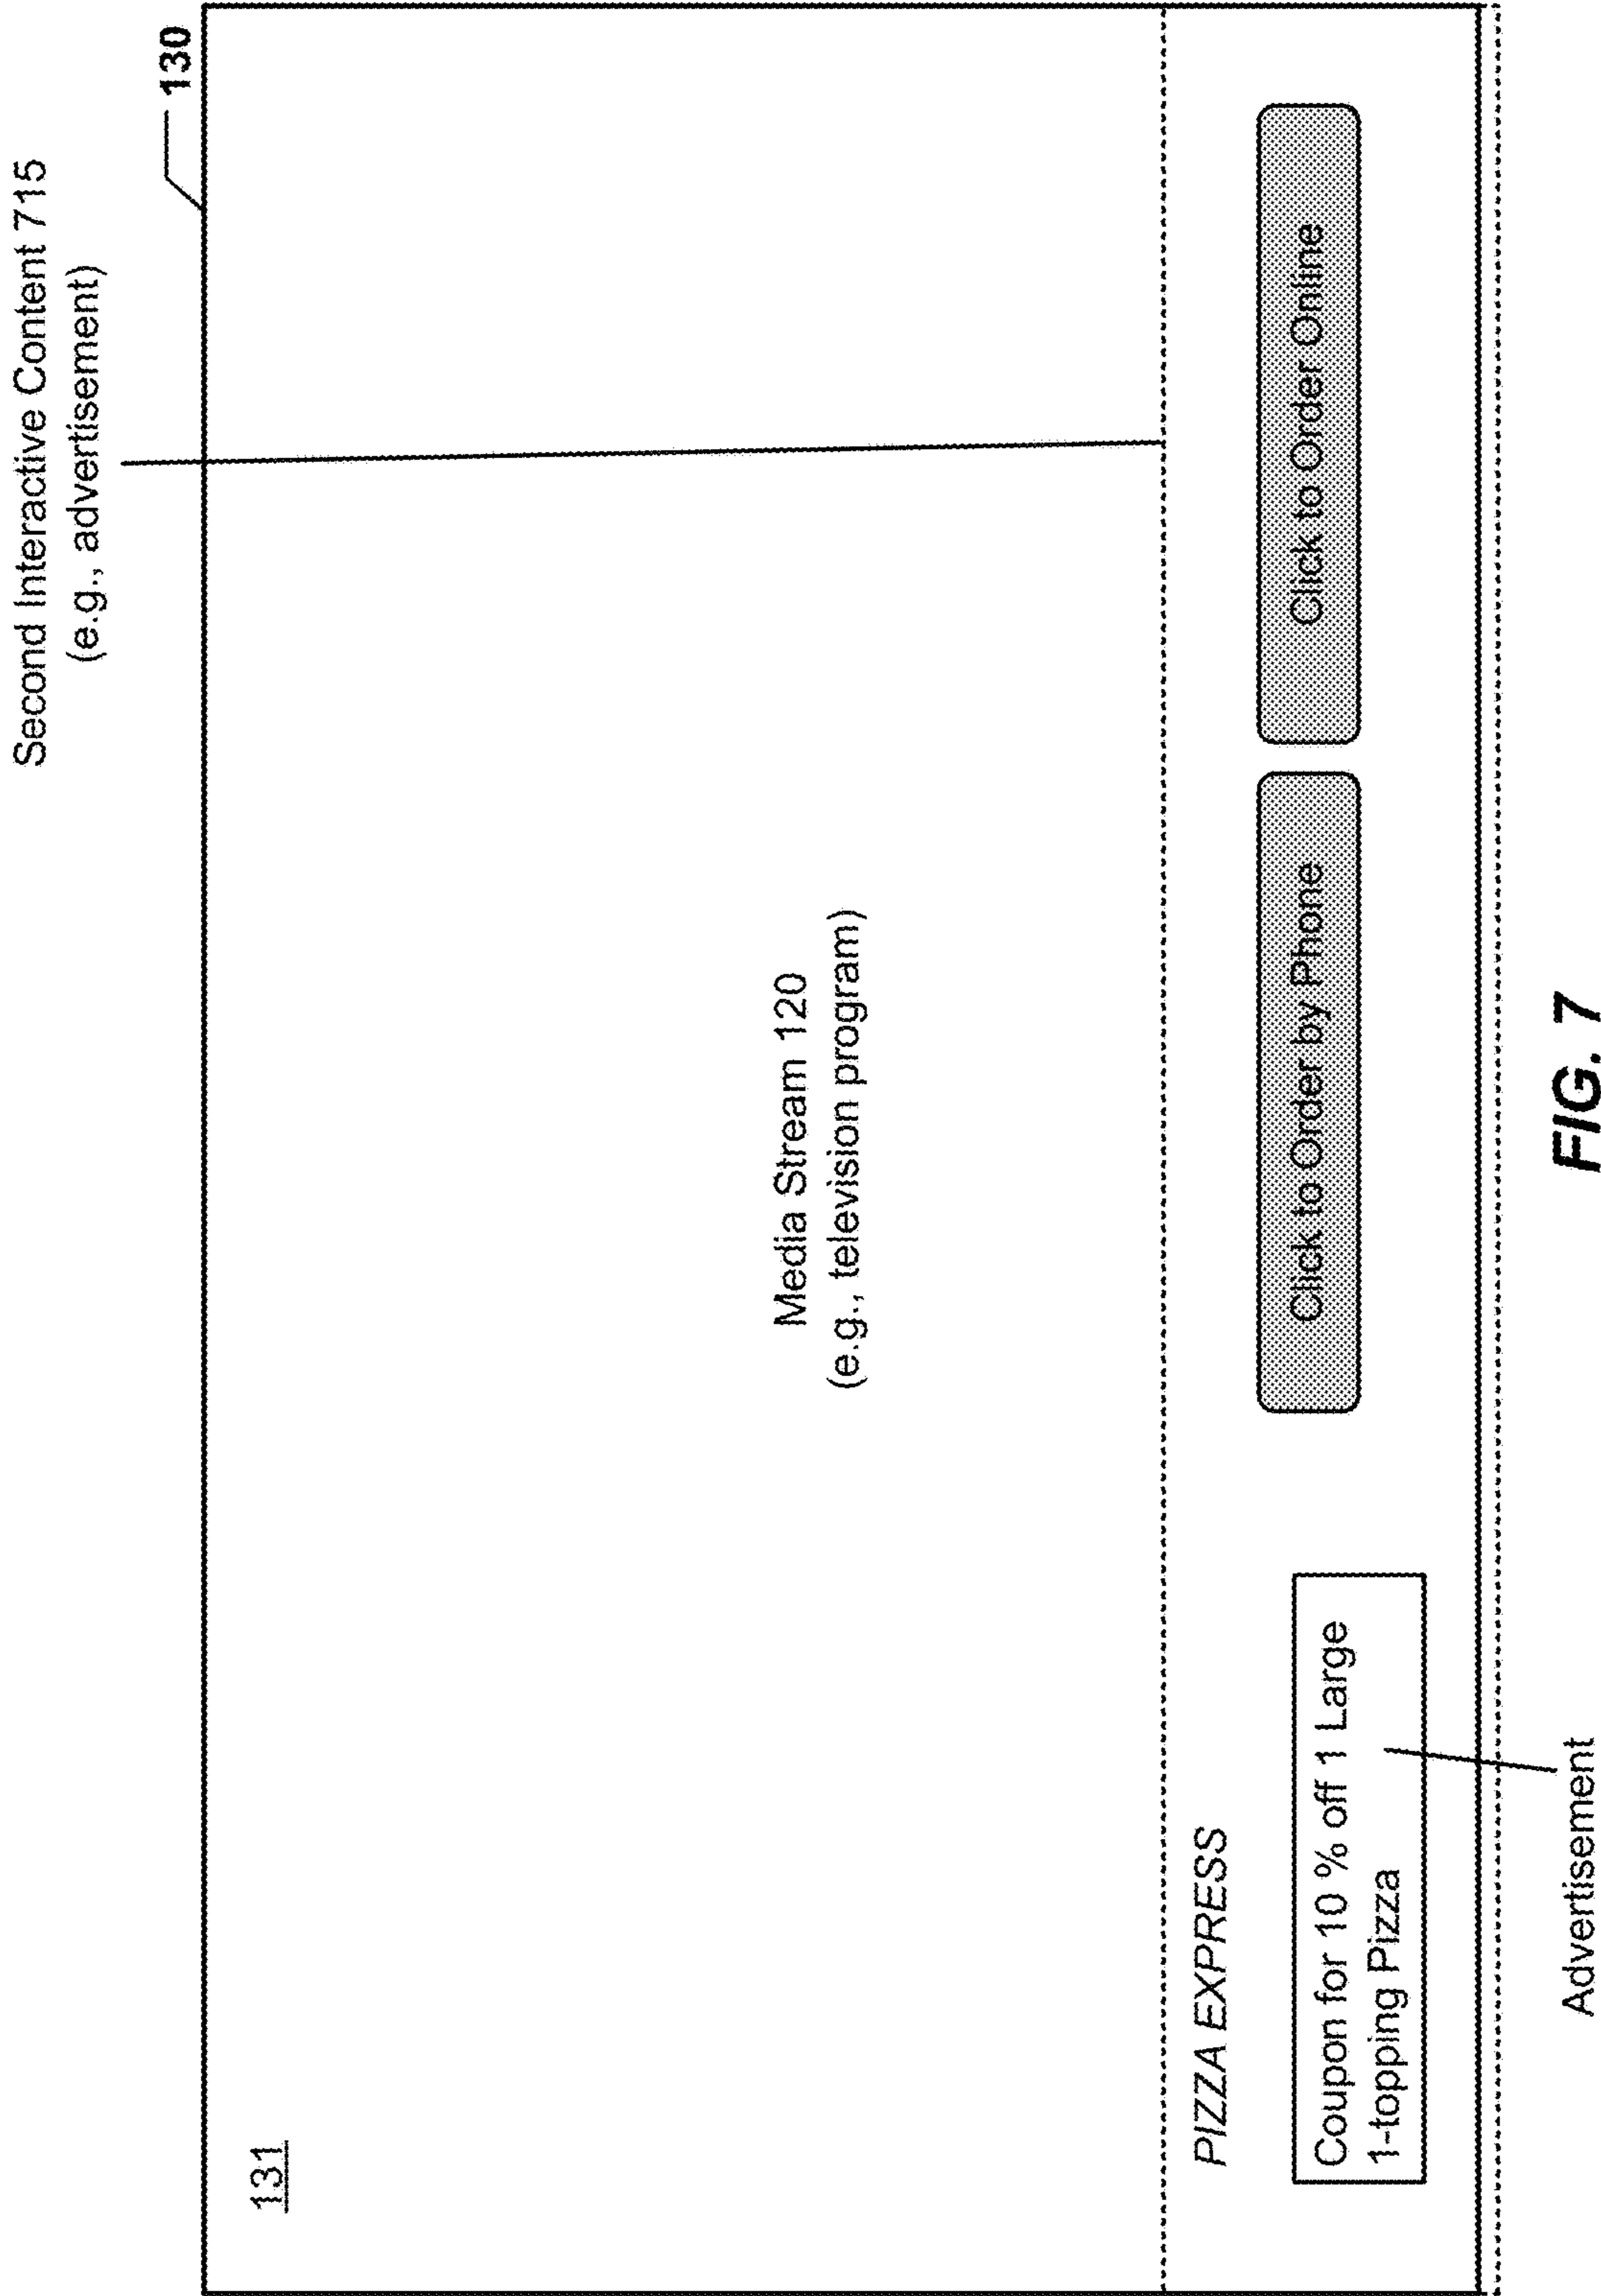 Second Interactive Content 715
(e.g., advertisement)
130
131
Media Stream 120
(e.g., television program)
PIZZA EXPRESS
Coupon for 10 % off 1 Large
1-topping Pizza
Click to Order by Phone
Click to Order Online
Advertisement
FIG. 7